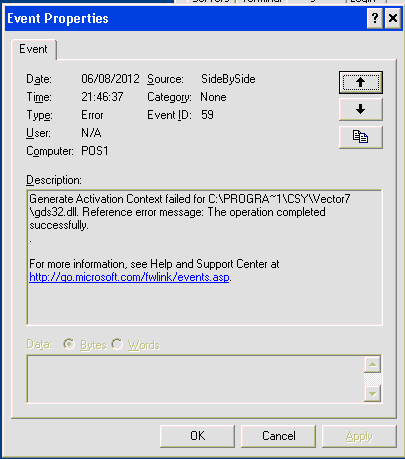 Event Properties
Event
Date: 06/08/2012 Source: SideBySide
Time: 21:46:37 Category: None
Type: Error Event ID: 59
User: N/A
Computer: POS1
Description:
Generate Activation Context failed for C:\PROGRA~1\CSY\Vector7
\gds32.dll. Reference error message: The operation completed
successfully.
.
For more information, see Help and Support Center at
http://go.microsoft.com/fwlink/events.asp.
Data: Bytes Words
OK Cancel Apply